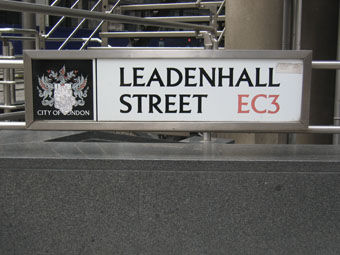 LEADENHALL
STREET EC3
CITY OF LONDON